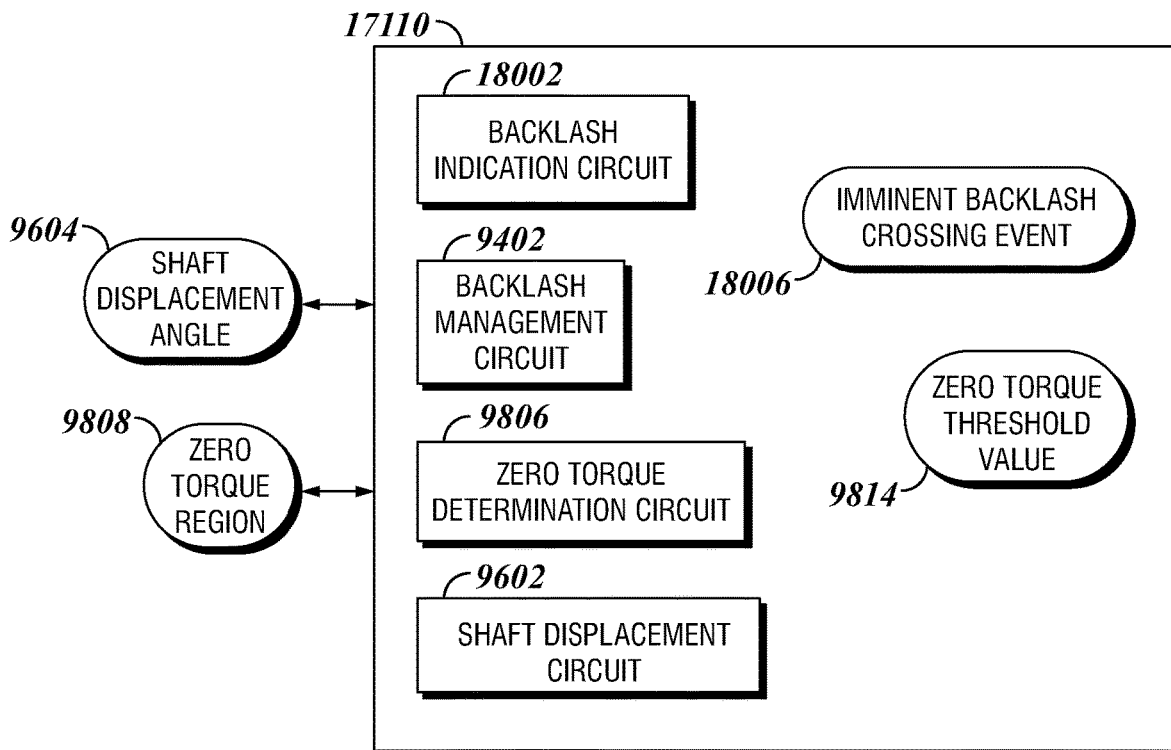 17110
18002
BACKLASH
INDICATION CIRCUIT
IMMINENT BACKLASH
CROSSING EVENT
18006
9604
SHAFT
DISPLACEMENT
ANGLE
9402
BACKLASH
MANAGEMENT
CIRCUIT
ZERO TORQUE
THRESHOLD
VALUE
9814
9808
ZERO
TORQUE
REGION
9806
ZERO TORQUE
DETERMINATION CIRCUIT
9602
SHAFT DISPLACEMENT
CIRCUIT